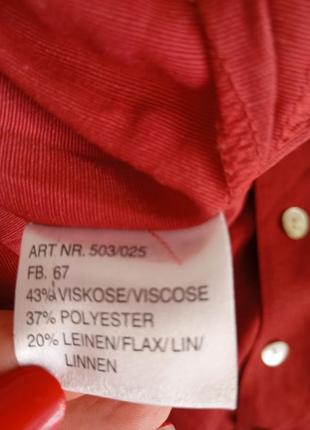 ART NR. 503/025
FB. 67
43% VISKOSE/VISCOSE
37% POLYESTER
20% LEINEN/FLAX/LIN/
LINNEN